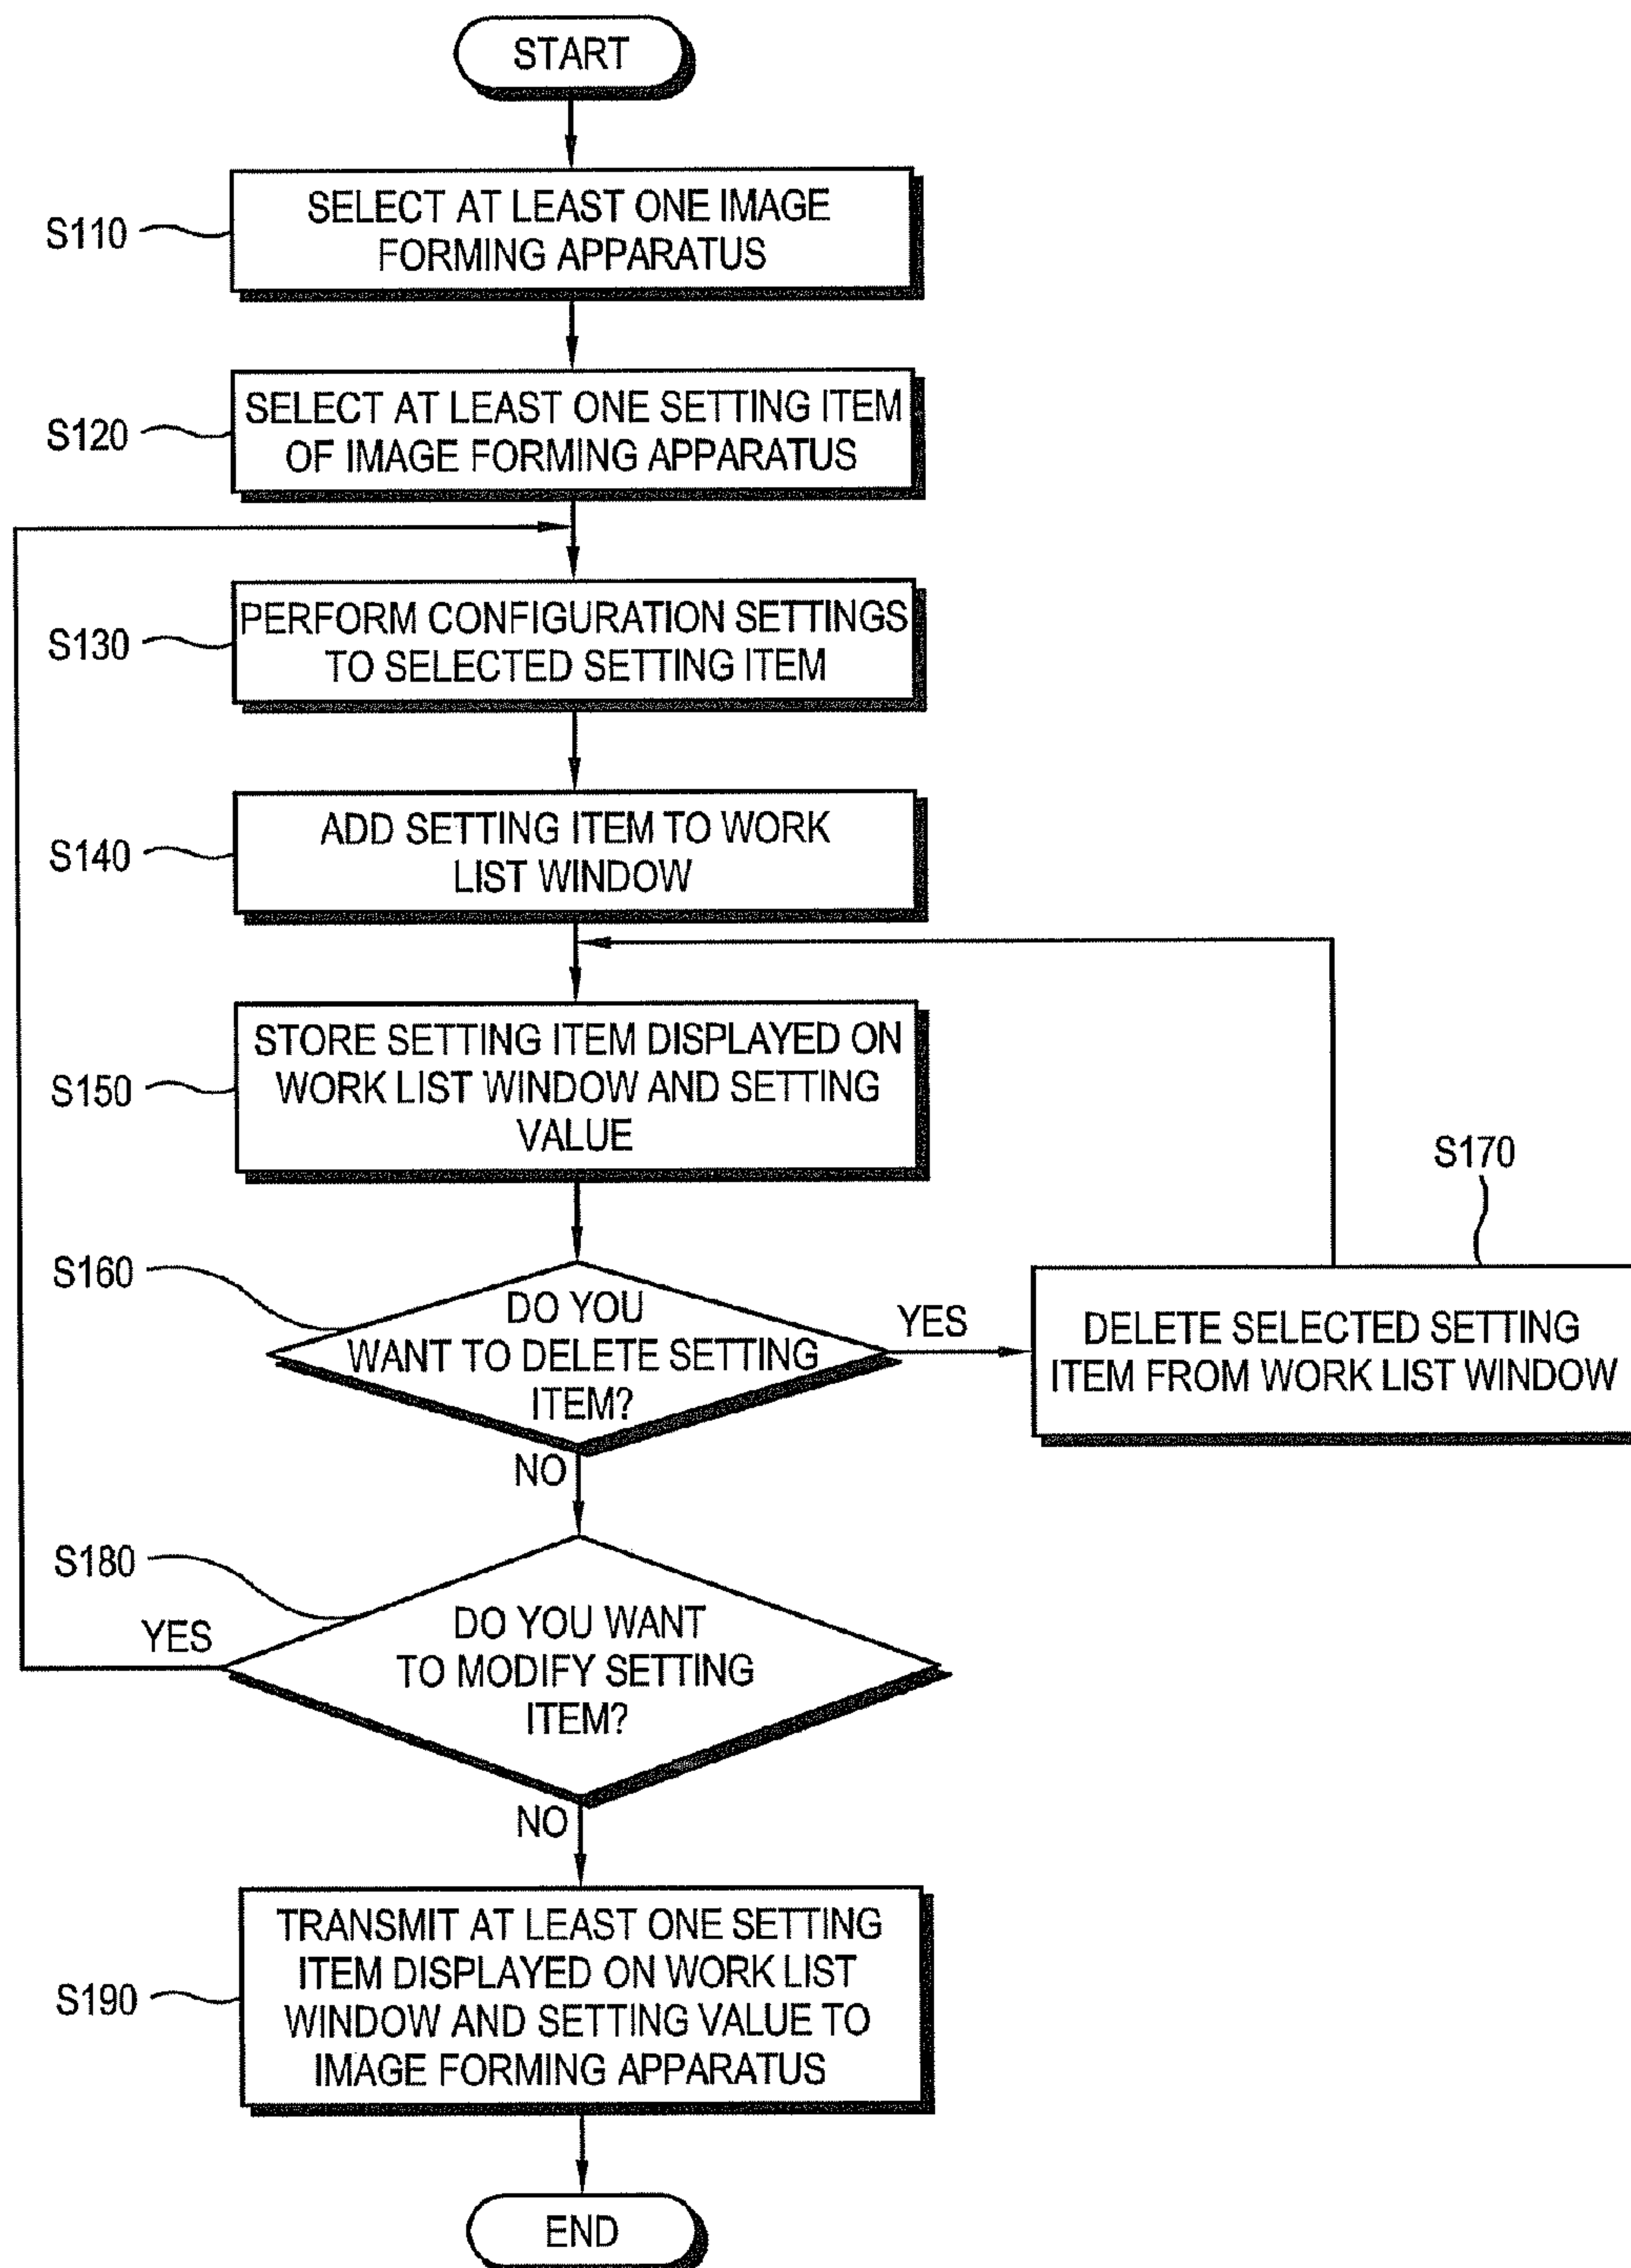 START
S110
SELECT AT LEAST ONE IMAGE
FORMING APPARATUS
S120
SELECT AT LEAST ONE SETTING ITEM
OF IMAGE FORMING APPARATUS
S130
PERFORM CONFIGURATION SETTINGS
TO SELECTED SETTING ITEM
S140
ADD SETTING ITEM TO WORK
LIST WINDOW
S150
STORE SETTING ITEM DISPLAYED ON
WORK LIST WINDOW AND SETTING
VALUE
S160
DO YOU
WANT TO DELETE SETTING
ITEM?
YES
S170
DELETE SELECTED SETTING
ITEM FROM WORK LIST WINDOW
NO
S180
YES
DO YOU WANT
TO MODIFY SETTING
ITEM?
NO
S190
TRANSMIT AT LEAST ONE SETTING
ITEM DISPLAYED ON WORK LIST
WINDOW AND SETTING VALUE TO
IMAGE FORMING APPARATUS
END